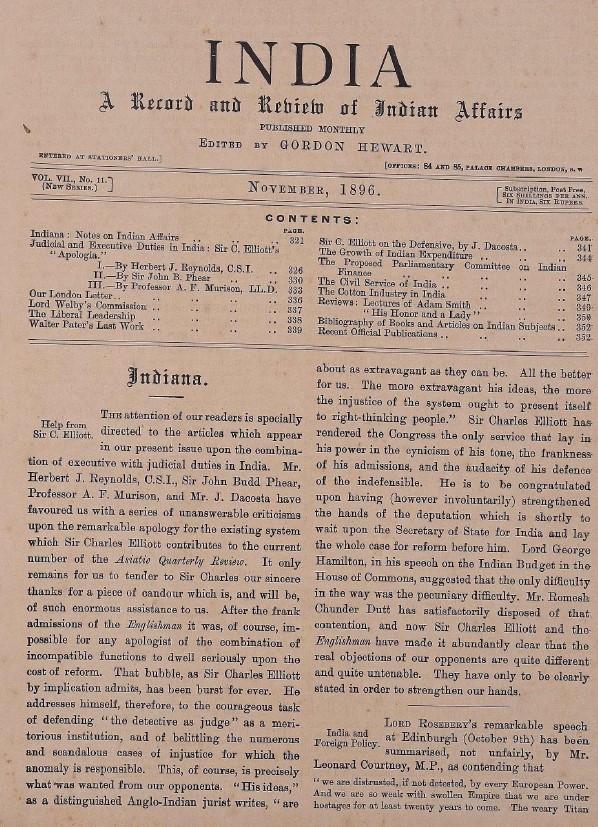 INDIA
A Record and Review of Indian Affairs
PUBLISHED MONTHLY
EDITED BY GORDON HEWART.
ENTERED AT STATIONERS' HALL.]
[OFFICES: 84 AND 85, PALACE CHAMBERS, LONDON, S.W
VOL. VII., No. 11.
(NEW SERIES.)
NOVEMBER, 1896.
Subscription, Post Free,
SIX SHILLINGS PER ANN.
IN INDIA, SIX RUPEES.
CONTENTS:
PAGE.
Indiana: Notes on Indian Affairs .. .. .. 321
Judicial and Executive Duties in India: Sir C. Elliott's
"Apologia."
I.—By Herbert J. Reynolds, C.S.I. .. 326
II.—By Sir John B. Phear .. .. 330
III.—By Professor A. F. Murison, LL.D. 333
Our London Letter.. .. .. .. .. 336
Lord Welby's Commission .. .. .. .. 337
The Liberal Leadership .. .. .. .. 338
Walter Pater's Last Work .. .. .. .. 339
PAGE.
Sir C. Elliott on the Defensive, by J. Dacosta.. .. 341
The Growth of Indian Expenditure .. .. .. 344
The Proposed Parliamentary Committee on Indian
Finance .. .. .. .. .. 345
The Civil Service of India .. .. .. .. 346
The Cotton Industry in India .. .. .. 347
Reviews: Lectures of Adam Smith .. .. .. 349
"His Honor and a Lady" .. .. .. 350
Bibliography of Books and Articles on Indian Subjects.. 352
Recent Official Publications .. .. .. .. 352
Indiana.
Help from
Sir C. Elliott.
THE attention of our readers is specially
directed to the articles which appear
in our present issue upon the combina-
tion of executive with judicial duties in India. Mr.
Herbert J. Reynolds, C.S.I., Sir John Budd Phear,
Professor A. F. Murison, and Mr. J. Dacosta have
favoured us with a series of unanswerable criticisms
upon the remarkable apology for the existing system
which Sir Charles Elliott contributes to the current
number of the Asiatic Quarterly Review. It only
remains for us to tender to Sir Charles our sincere
thanks for a piece of candour which is, and will be,
of such enormous assistance to us. After the frank
admissions of the Englishman it was, of course, im-
possible for any apologist of the combination of
incompatible functions to dwell seriously upon the
cost of reform. That bubble, as Sir Charles Elliott
by implication admits, has been burst for ever. He
addresses himself, therefore, to the courageous task
of defending "the detective as judge" as a meri-
torious institution, and of belittling the numerous
and scandalous cases of injustice for which the
anomaly is responsible. This, of course, is precisely
what was wanted from our opponents. "His ideas,"
as a distinguished Anglo-Indian jurist writes, "are
about as extravagant as they can be. All the better
for us. The more extravagant his ideas, the more
the injustice of the system ought to present itself
to right-thinking people." Sir Charles Elliott has
rendered the Congress the only service that lay in
his power in the cynicism of his tone, the frankness
of his admissions, and the audacity of his defence
of the indefensible. He is to be congratulated
upon having (however involuntarily) strengthened
the hands of the deputation which is shortly to
wait upon the Secretary of State for India and lay
the whole case for reform before him. Lord George
Hamilton, in his speech on the Indian Budget in the
House of Commons, suggested that the only difficulty
in the way was the pecuniary difficulty. Mr. Romesh
Chunder Dutt has satisfactorily disposed of that
contention, and now Sir Charles Elliott and the
Englishman have made it abundantly clear that the
real objections of our opponents are quite different
and quite untenable. They have only to be clearly
stated in order to strengthen our hands.
India and
Foreign Policy.
LORD ROSEBERY'S remarkable speech
at Edinburgh (October 9th) has been
summarised, not unfairly, by Mr.
Leonard Courtney, M.P., as contending that
"we are distrusted, if not detested, by every European Power.
And we are so weak with swollen Empire that we are under
hostages for at least twenty years to come. The weary Titan